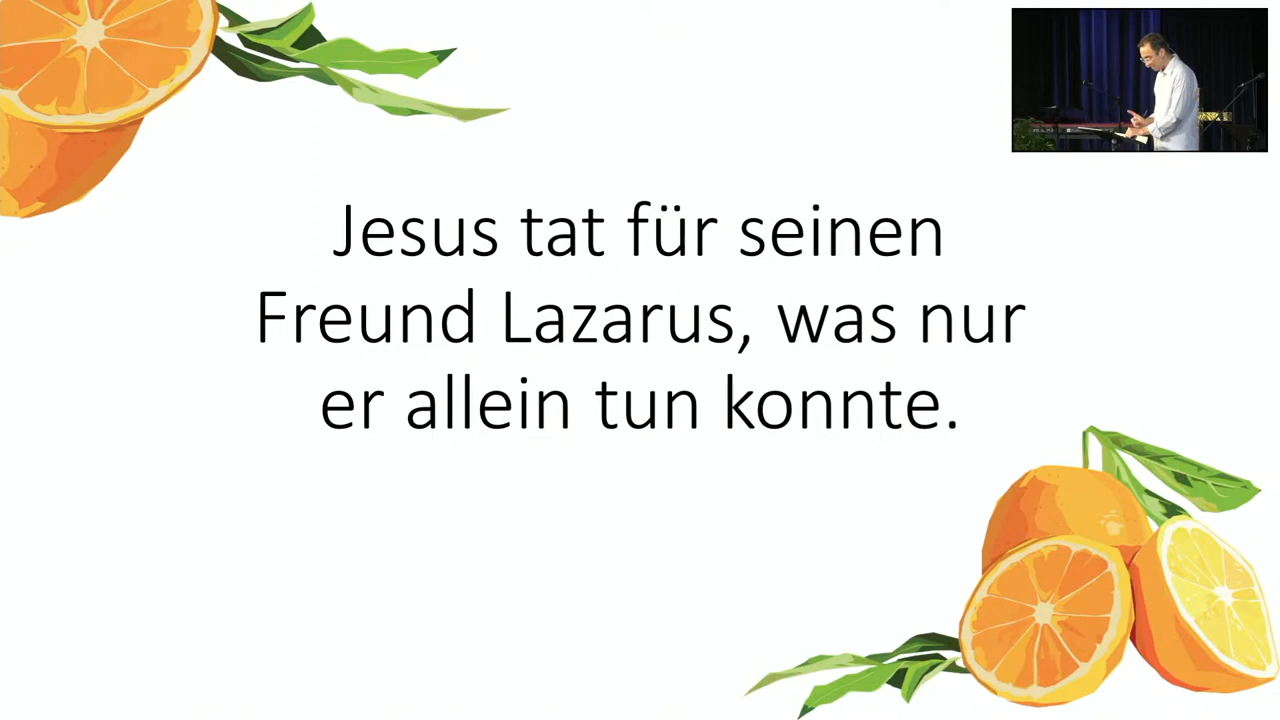 Jesus tat für seinen
Freund Lazarus, was nur
er allein tun konnte.